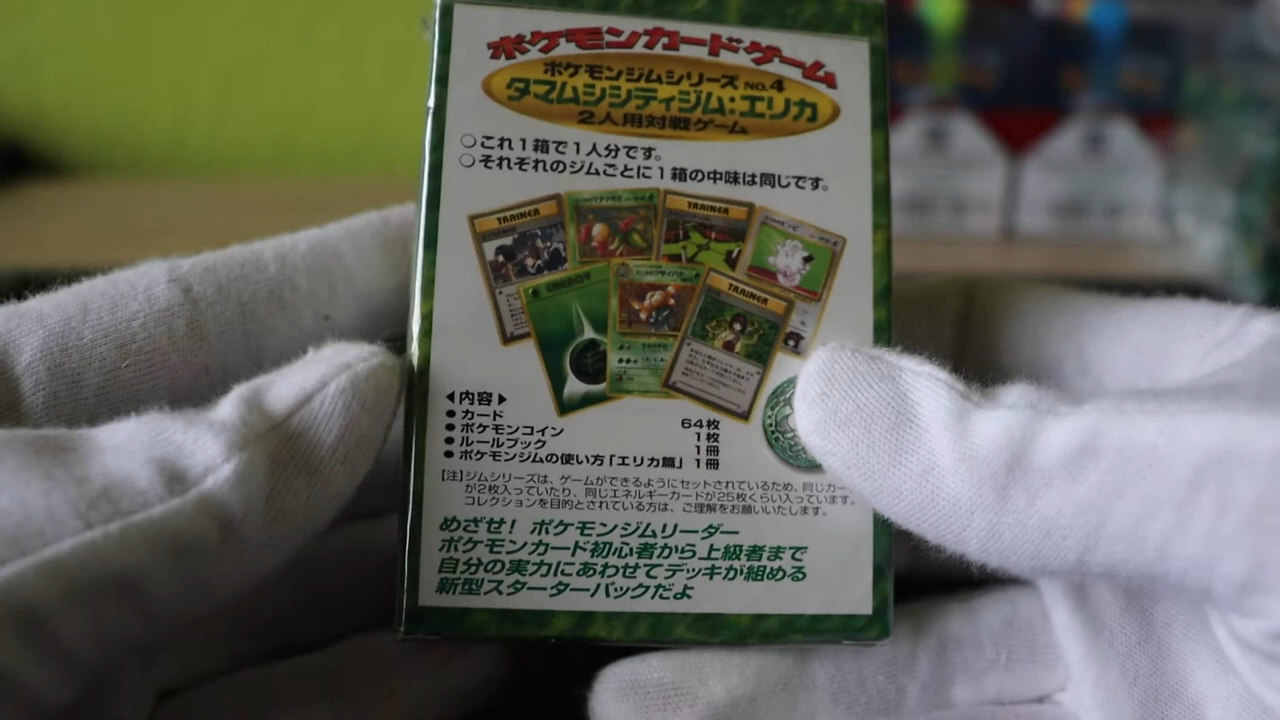 ポケモンカードゲーム
ポケモンジムシリーズ NO.4
タマムシシティジム:エリカ
2人用対戦ゲーム
○これ1箱で1人分です。
○それぞれのジムごとに1箱の中味は同じです。
TRAINER
TRAINER
ENERGY
TRAINER
◀内容▶
●カード 64枚
●ポケモンコイン 1枚
●ルールブック 1冊
●ポケモンジムの使い方「エリカ篇」 1冊
【注】ジムシリーズは、ゲームができるようにセットされているため、同じカー
が2枚入っていたり、同じエネルギーカードが25枚くらい入っています。
コレクションを目的とされている方は、ご理解をお願いいたします。
めざせ!ポケモンジムリーダー
ポケモンカード初心者から上級者まで
自分の実力にあわせてデッキが組める
新型スターターパックだよ